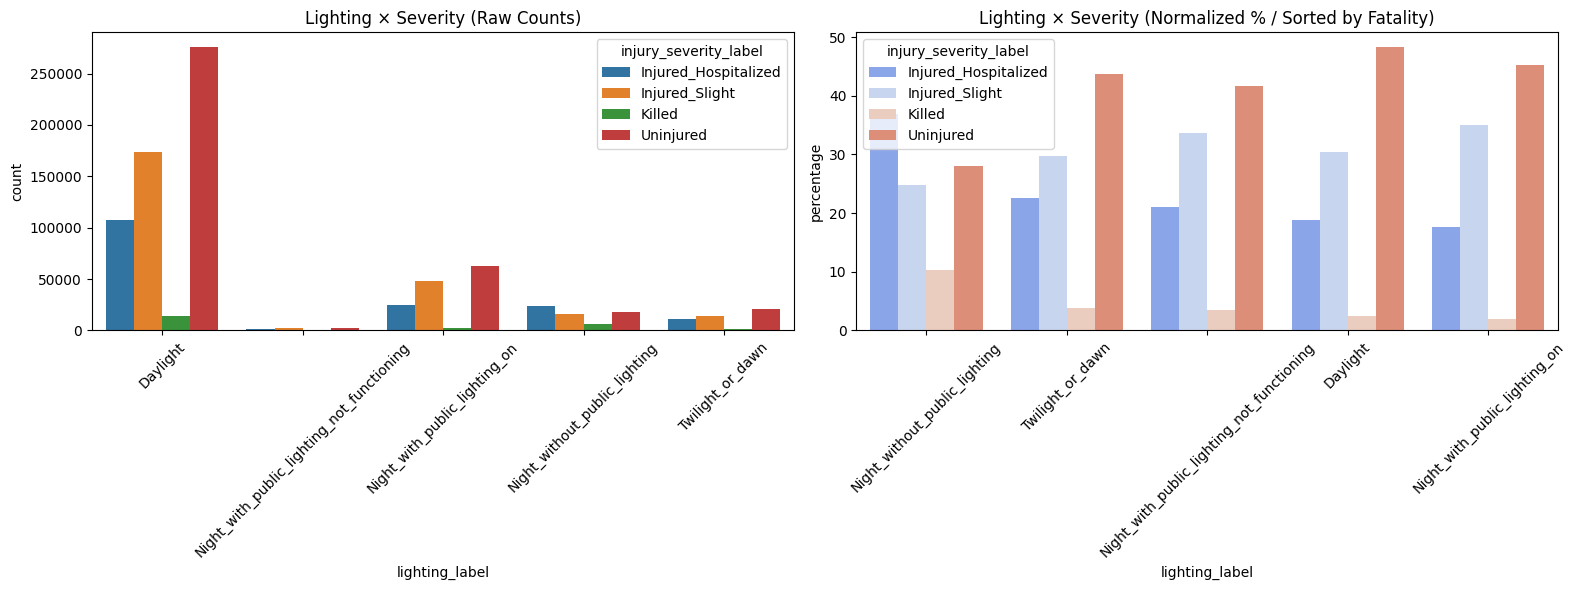 Lighting × Severity (Raw Counts)
count
250000
200000
150000
100000
50000
0
injury_severity_label
Injured_Hospitalized
Injured_Slight
Killed
Uninjured
Daylight
Night_with_public_lighting_not_functioning
Night_with_public_lighting_on
Night_without_public_lighting
Twilight_or_dawn
lighting_label
Lighting × Severity (Normalized % / Sorted by Fatality)
percentage
50
40
30
20
10
0
injury_severity_label
Injured_Hospitalized
Injured_Slight
Killed
Uninjured
Night_without_public_lighting
Twilight_or_dawn
Night_with_public_lighting_not_functioning
Daylight
Night_with_public_lighting_on
lighting_label